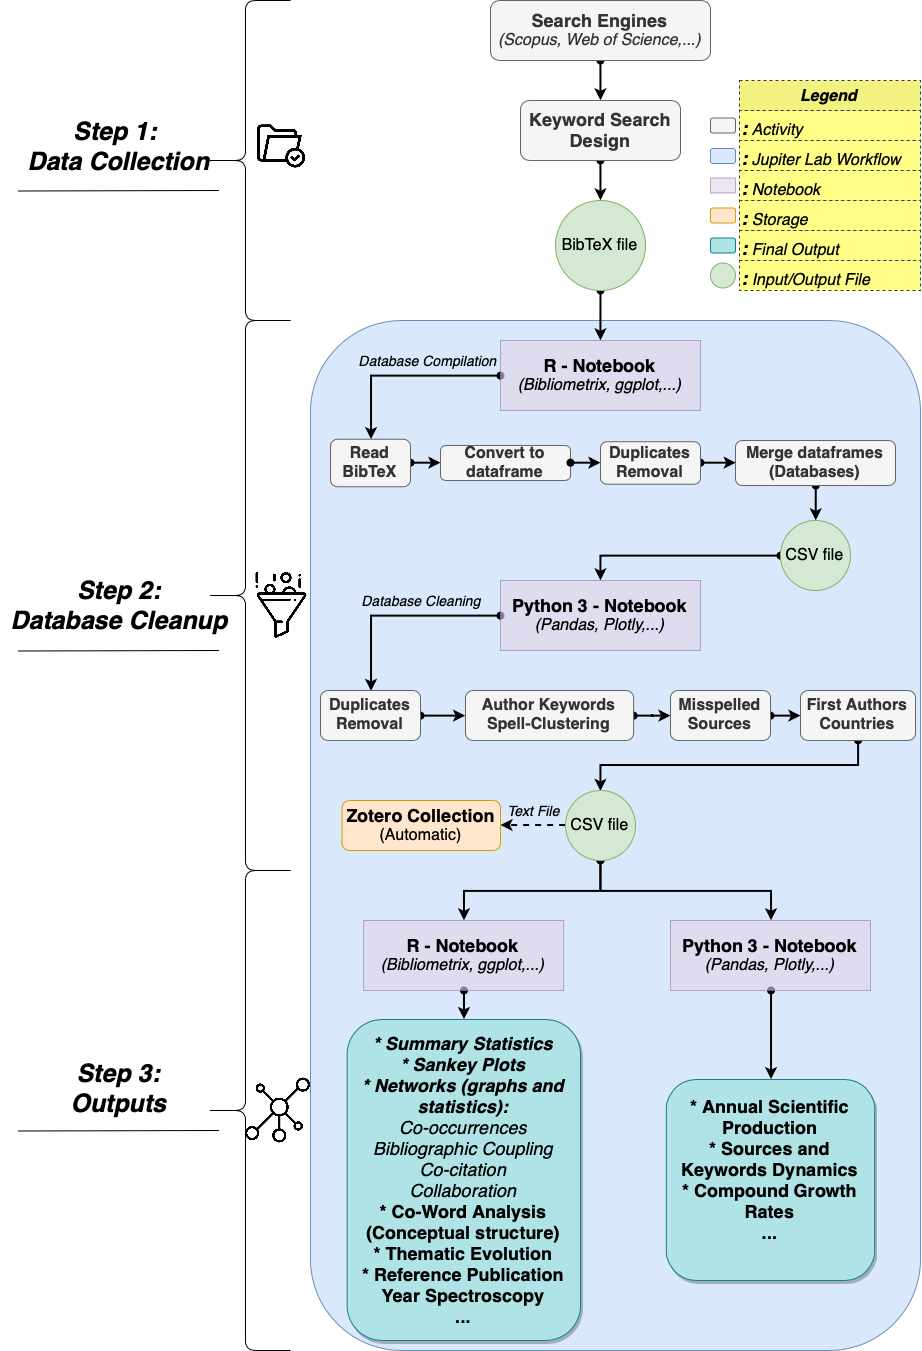 Search Engines
(Scopus, Web of Science,...)
Keyword Search
Design
BibTeX file
Legend
: Activity
: Jupiter Lab Workflow
: Notebook
: Storage
: Final Output
: Input/Output File
Step 1:
Data Collection
R - Notebook
(Bibliometrix, ggplot,...)
Database Compilation
Read
BibTeX
Convert to
dataframe
Duplicates
Removal
Merge dataframes
(Databases)
CSV file
Step 2:
Database Cleanup
Python 3 - Notebook
(Pandas, Plotly,...)
Database Cleaning
Duplicates
Removal
Author Keywords
Spell-Clustering
Misspelled
Sources
First Authors
Countries
CSV file
Text File
Zotero Collection
(Automatic)
Step 3:
Outputs
R - Notebook
(Bibliometrix, ggplot,...)
* Summary Statistics
* Sankey Plots
* Networks (graphs and
statistics):
Co-occurrences
Bibliographic Coupling
Co-citation
Collaboration
* Co-Word Analysis
(Conceptual structure)
* Thematic Evolution
* Reference Publication
Year Spectroscopy
...
Python 3 - Notebook
(Pandas, Plotly,...)
* Annual Scientific
Production
* Sources and
Keywords Dynamics
* Compound Growth
Rates
...